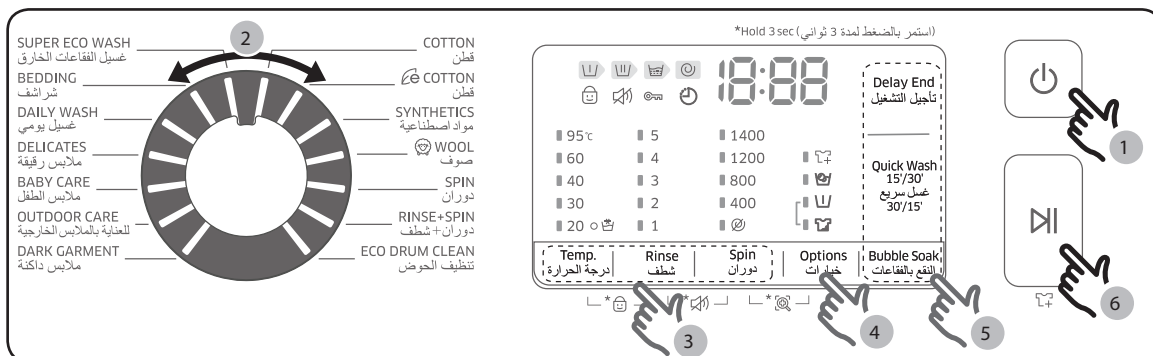 (استمر بالضغط لمدة 3 ثواني) *Hold 3 sec
SUPER ECO WASH
غسيل الفقاعات الخارق
BEDDING
شراشف
DAILY WASH
غسيل يومي
DELICATES
ملابس رقيقة
BABY CARE
ملابس الطفل
OUTDOOR CARE
للعناية بالملابس الخارجية
DARK GARMENT
ملابس داكنة
2
COTTON
قطن
COTTON
قطن
SYNTHETICS
مواد اصطناعية
WOOL
صوف
SPIN
دوران
RINSE+SPIN
دوران+شطف
ECO DRUM CLEAN
تنظيف الحوض
18:88
95℃ 5 1400
60 4 1200
40 3 800
30 2 400
20 1
Delay End
تأجيل التشغيل
Quick Wash
15'/30'
غسل سريع
30'/15'
Temp. Rinse Spin Options Bubble Soak
درجة الحرارة شطف دوران خيارات النقع بالفقاعات
* * *
3
4
5
1
6